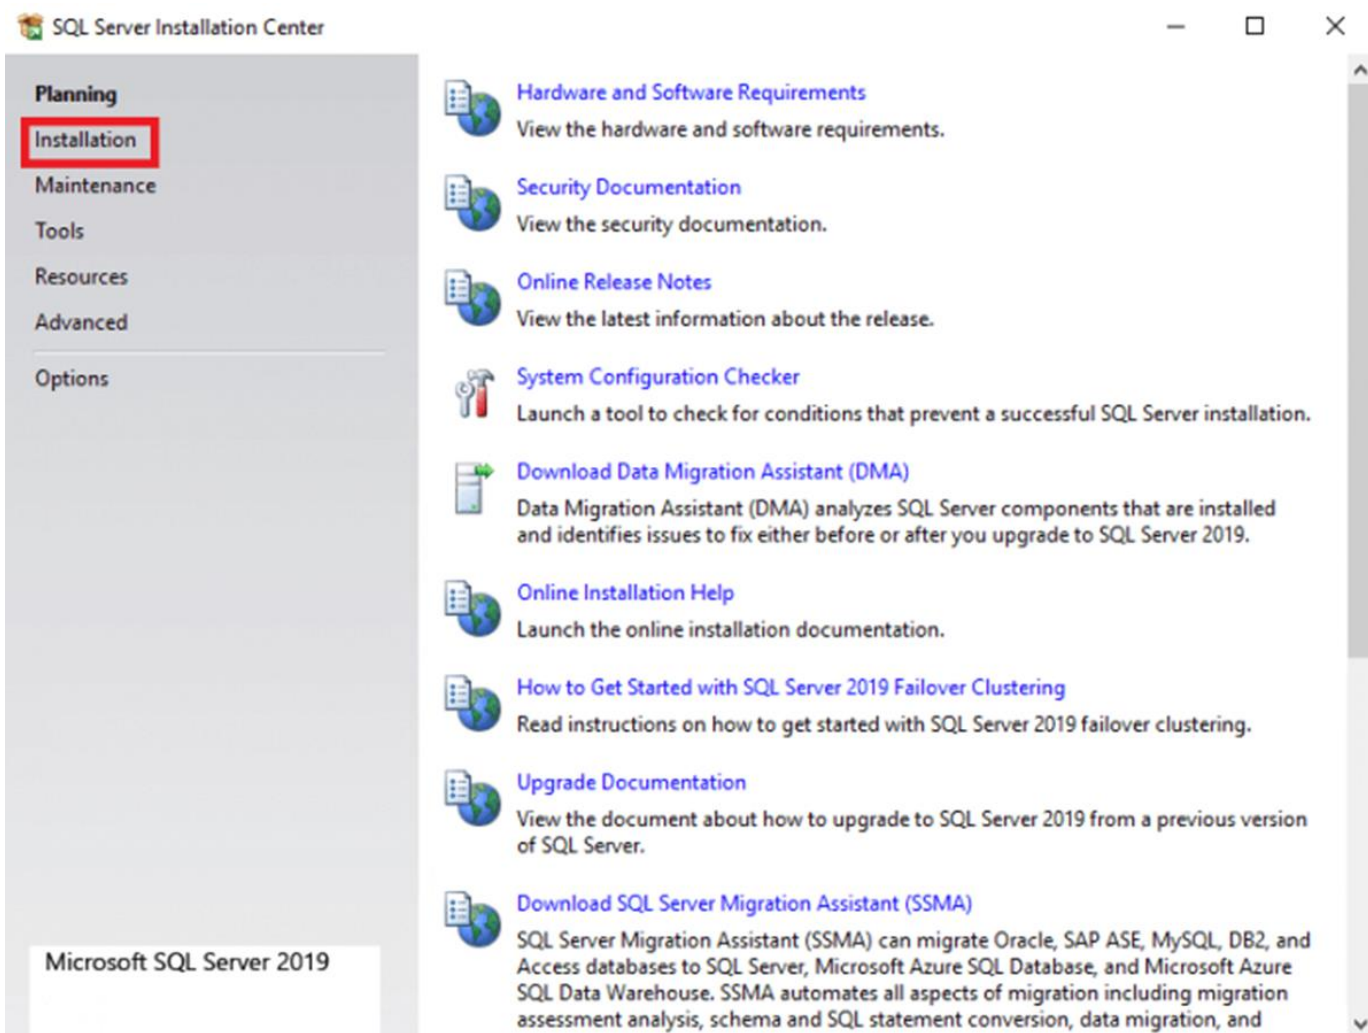 SQL Server Installation Center
Planning
Installation
Maintenance
Tools
Resources
Advanced
Options
Microsoft SQL Server 2019
Hardware and Software Requirements
View the hardware and software requirements.
Security Documentation
View the security documentation.
Online Release Notes
View the latest information about the release.
System Configuration Checker
Launch a tool to check for conditions that prevent a successful SQL Server installation.
Download Data Migration Assistant (DMA)
Data Migration Assistant (DMA) analyzes SQL Server components that are installed
and identifies issues to fix either before or after you upgrade to SQL Server 2019.
Online Installation Help
Launch the online installation documentation.
How to Get Started with SQL Server 2019 Failover Clustering
Read instructions on how to get started with SQL Server 2019 failover clustering.
Upgrade Documentation
View the document about how to upgrade to SQL Server 2019 from a previous version
of SQL Server.
Download SQL Server Migration Assistant (SSMA)
SQL Server Migration Assistant (SSMA) can migrate Oracle, SAP ASE, MySQL, DB2, and
Access databases to SQL Server, Microsoft Azure SQL Database, and Microsoft Azure
SQL Data Warehouse. SSMA automates all aspects of migration including migration
assessment analysis, schema and SQL statement conversion, data migration, and